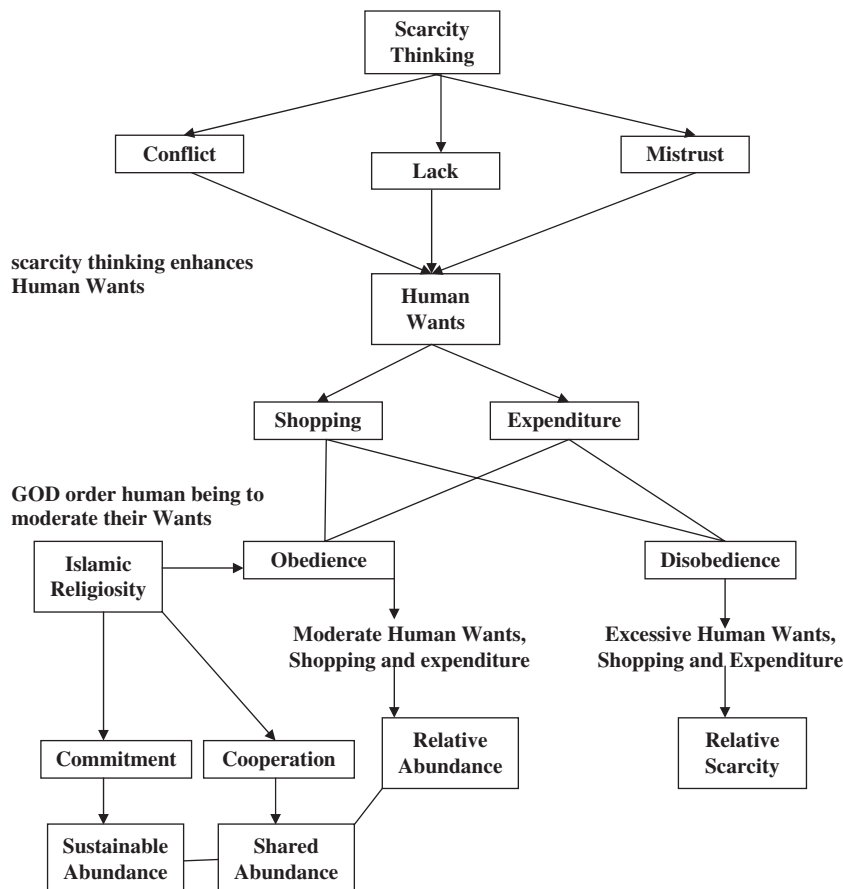 Scarcity
Thinking
Conflict
Lack
Mistrust
scarcity thinking enhances
Human Wants
Human
Wants
Shopping
Expenditure
GOD order human being to
moderate their Wants
Islamic
Religiosity
Obedience
Disobedience
Moderate Human Wants,
Shopping and expenditure
Excessive Human Wants,
Shopping and Expenditure
Commitment
Cooperation
Relative
Abundance
Relative
Scarcity
Sustainable
Abundance
Shared
Abundance